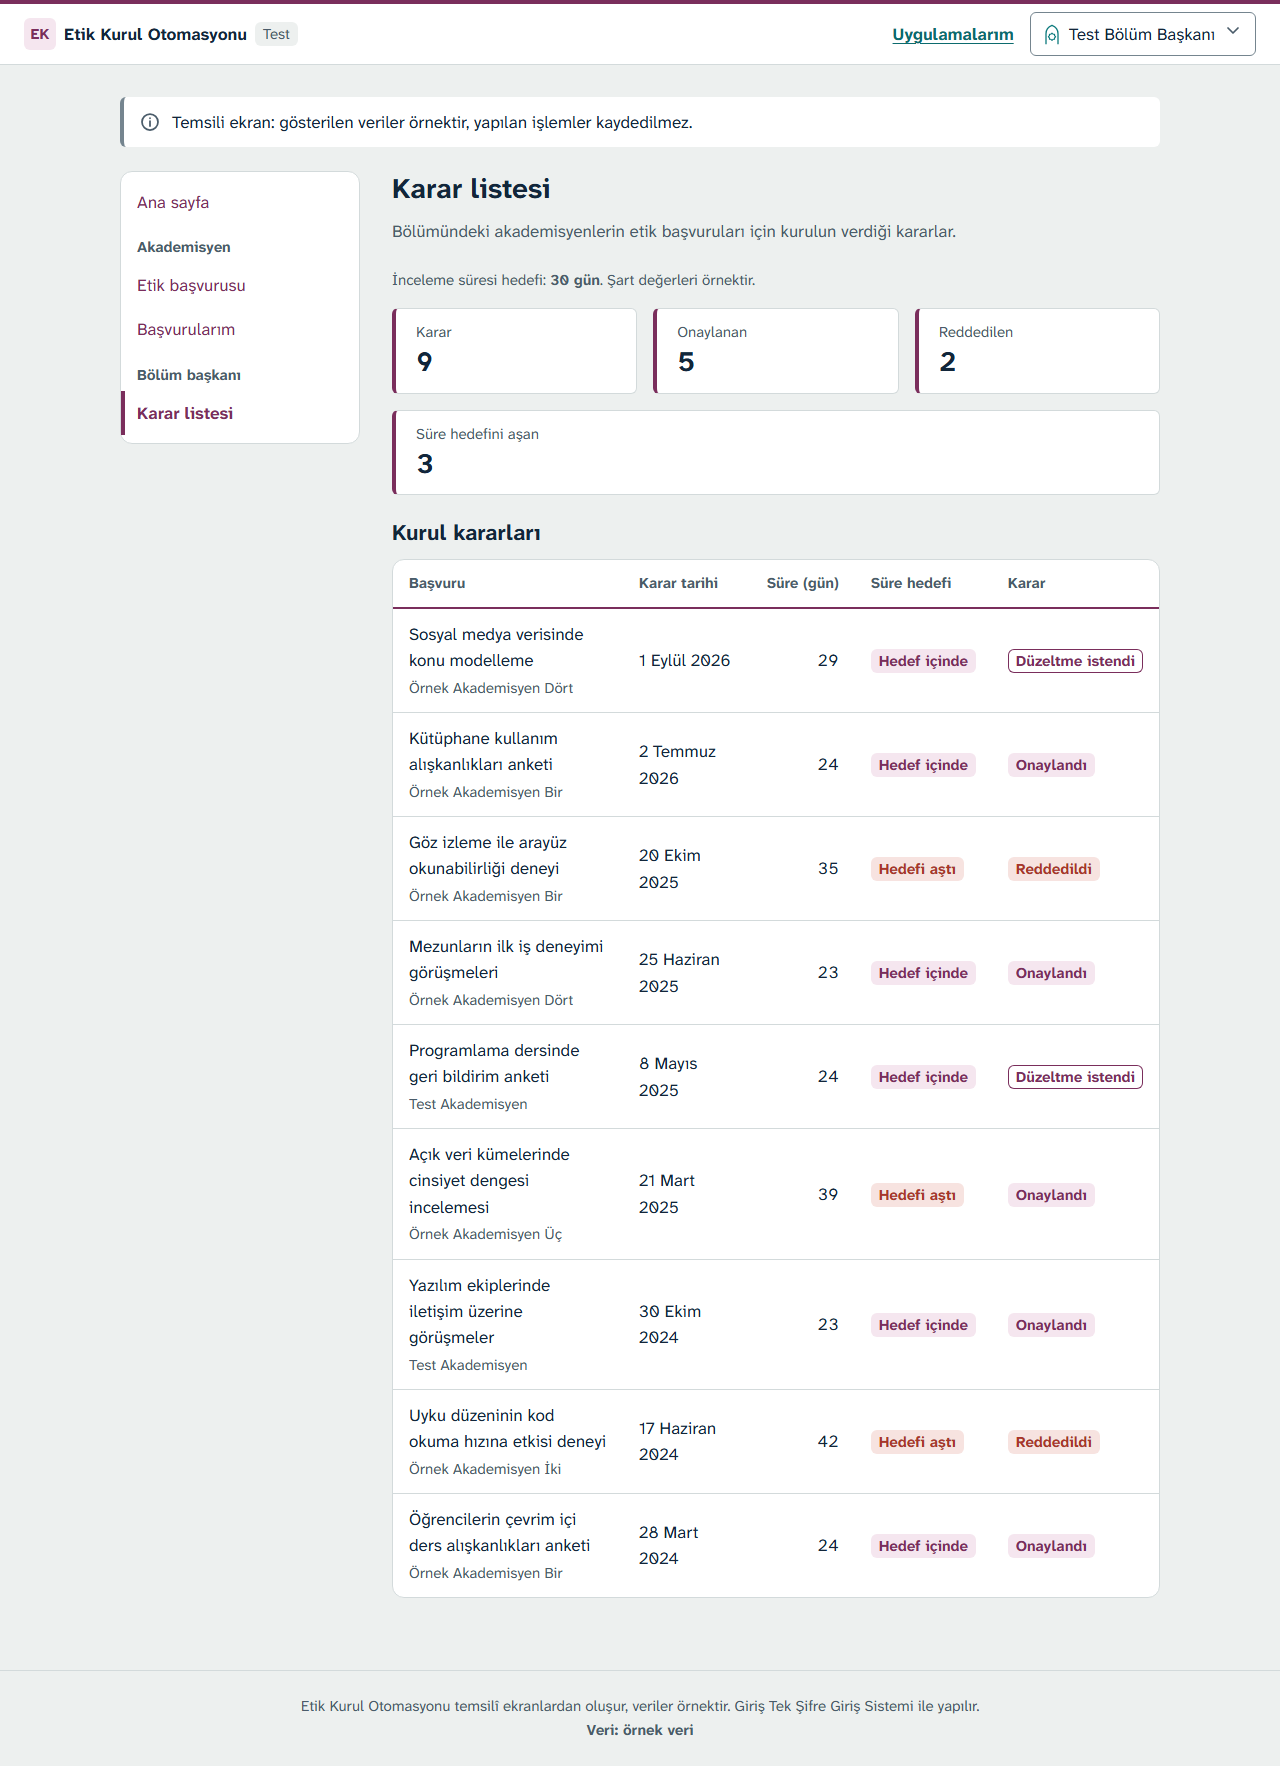 EK Etik Kurul Otomasyonu Test
Uygulamalarım
Test Bölüm Başkanı
Temsili ekran: gösterilen veriler örnektir, yapılan işlemler kaydedilmez.
Ana sayfa
Akademisyen
Etik başvurusu
Başvurularım
Bölüm başkanı
Karar listesi
Karar listesi
Bölümündeki akademisyenlerin etik başvuruları için kurulun verdiği kararlar.
İnceleme süresi hedefi: 30 gün. Şart değerleri örnektir.
Karar
9
Onaylanan
5
Reddedilen
2
Süre hedefini aşan
3
Kurul kararları
Başvuru Karar tarihi Süre (gün) Süre hedefi Karar
Sosyal medya verisinde
konu modelleme
Örnek Akademisyen Dört
1 Eylül 2026
29
Hedef içinde
Düzeltme istendi
Kütüphane kullanım
alışkanlıkları anketi
Örnek Akademisyen Bir
2 Temmuz
2026
24
Hedef içinde
Onaylandı
Göz izleme ile arayüz
okunabilirliği deneyi
Örnek Akademisyen Bir
20 Ekim
2025
35
Hedefi aştı
Reddedildi
Mezunların ilk iş deneyimi
görüşmeleri
Örnek Akademisyen Dört
25 Haziran
2025
23
Hedef içinde
Onaylandı
Programlama dersinde
geri bildirim anketi
Test Akademisyen
8 Mayıs
2025
24
Hedef içinde
Düzeltme istendi
Açık veri kümelerinde
cinsiyet dengesi
incelemesi
Örnek Akademisyen Üç
21 Mart
2025
39
Hedefi aştı
Onaylandı
Yazılım ekiplerinde
iletişim üzerine
görüşmeler
Test Akademisyen
30 Ekim
2024
23
Hedef içinde
Onaylandı
Uyku düzeninin kod
okuma hızına etkisi deneyi
Örnek Akademisyen İki
17 Haziran
2024
42
Hedefi aştı
Reddedildi
Öğrencilerin çevrim içi
ders alışkanlıkları anketi
Örnek Akademisyen Bir
28 Mart
2024
24
Hedef içinde
Onaylandı
Etik Kurul Otomasyonu temsilî ekranlardan oluşur, veriler örnektir. Giriş Tek Şifre Giriş Sistemi ile yapılır.
Veri: örnek veri